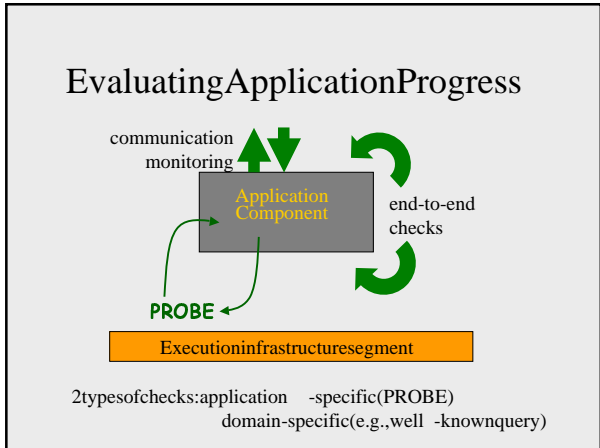 EvaluatingApplicationProgress
communication
monitoring
Application
Component
end-to-end
checks
PROBE
Executioninfrastructuresegment
2typesofchecks:application -specific(PROBE)
domain-specific(e.g.,well -knownquery)